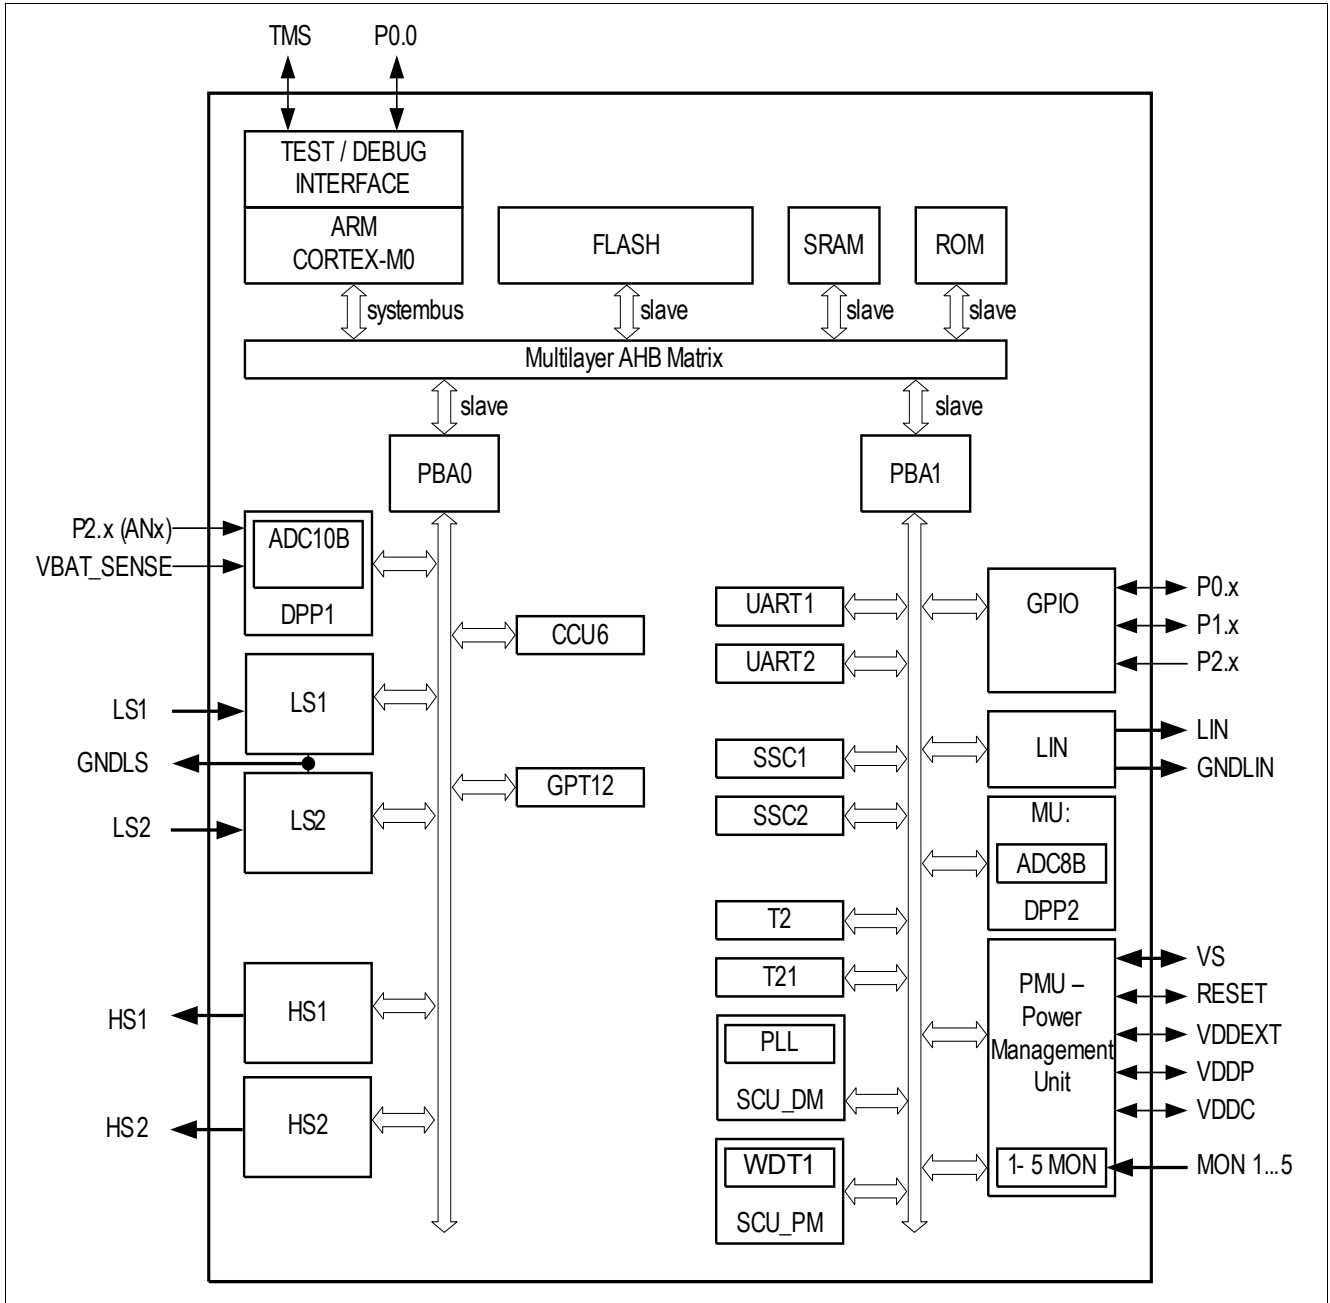 TMS
P0.0
TEST / DEBUG
INTERFACE
ARM
CORTEX-M0
FLASH
SRAM
ROM
systembus
slave
slave
slave
Multilayer AHB Matrix
slave
slave
PBA0
PBA1
P2.x (ANx)
VBAT_SENSE
ADC10B
DPP1
CCU6
LS1
LS1
GNDLS
LS2
LS2
GPT12
HS1
HS1
HS2
HS2
UART1
UART2
SSC1
SSC2
T2
T21
PLL
SCU_DM
WDT1
SCU_PM
GPIO
P0.x
P1.x
P2.x
LIN
LIN
GNDLIN
MU:
ADC8B
DPP2
PMU –
Power
Management
Unit
VS
RESET
VDDEXT
VDDP
VDDC
1- 5 MON
MON 1...5